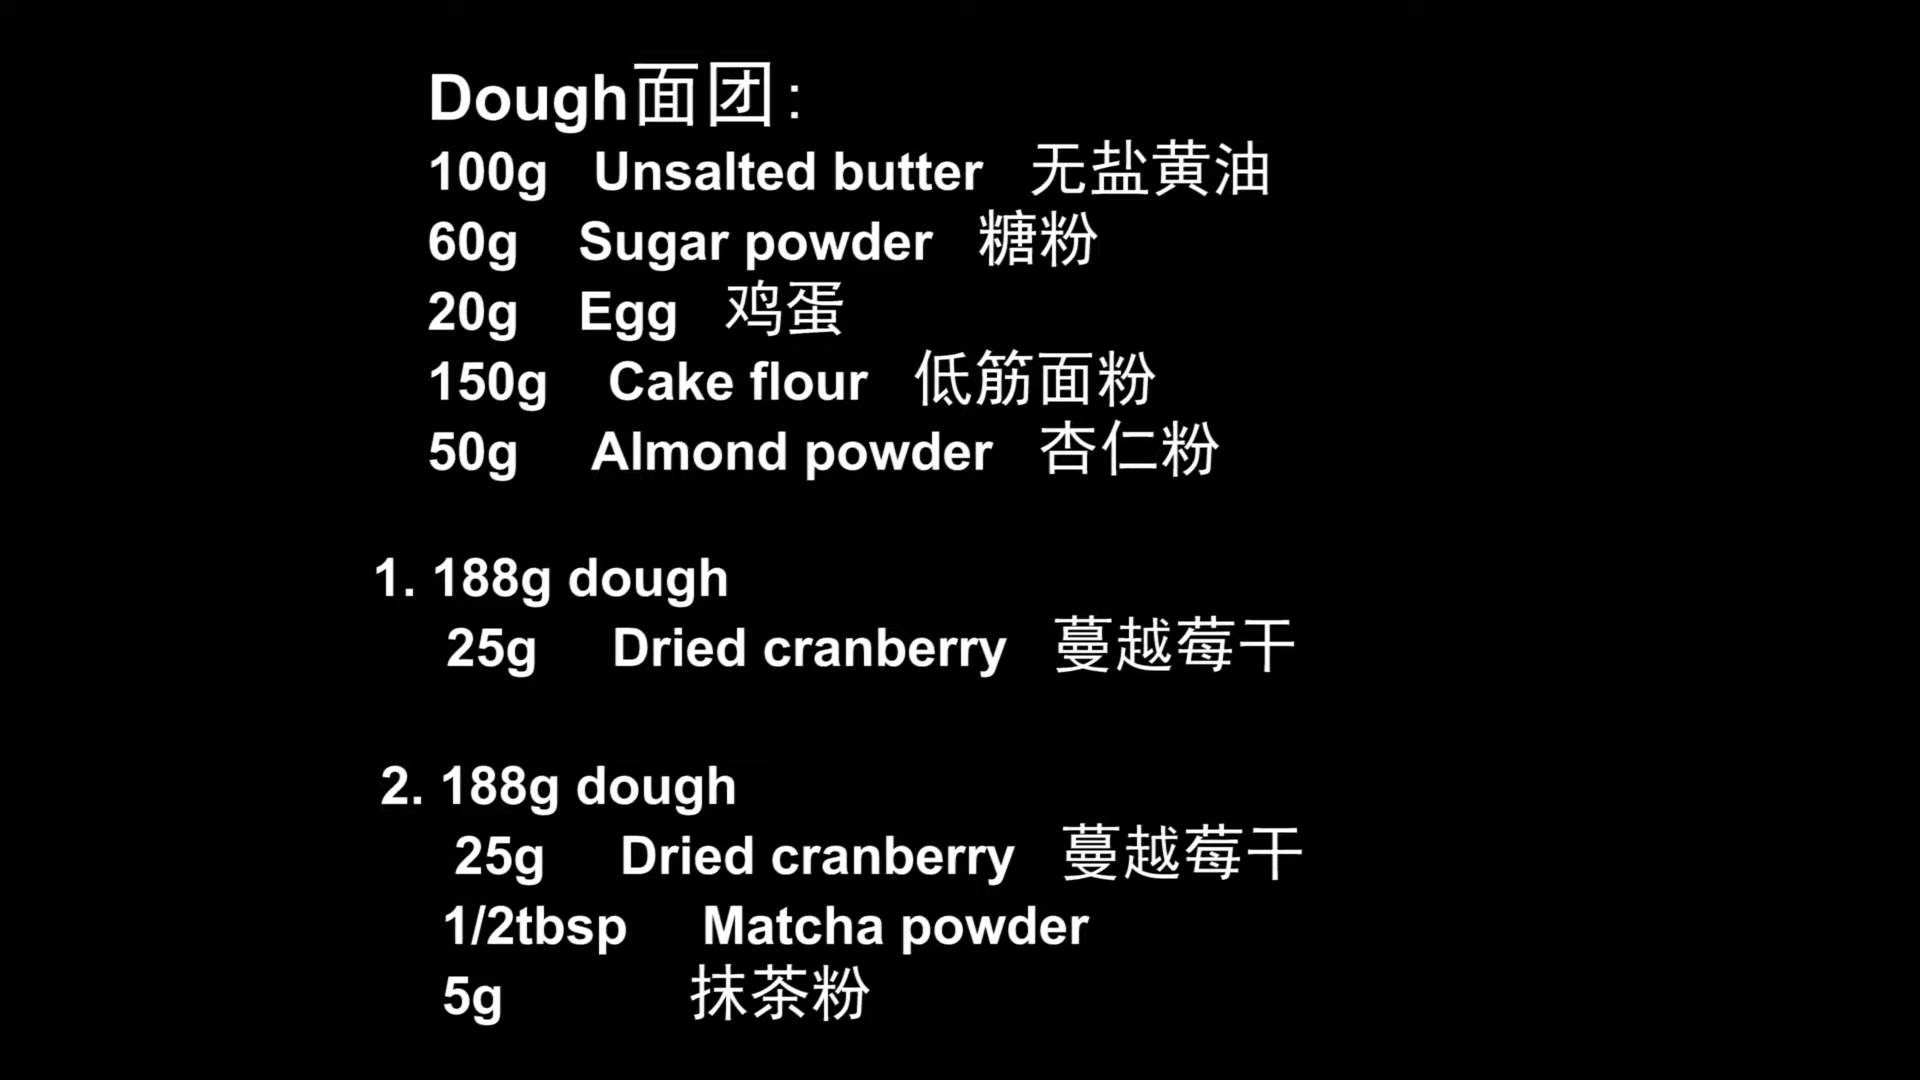 Dough面团：
100g Unsalted butter 无盐黄油
60g Sugar powder 糖粉
20g Egg 鸡蛋
150g Cake flour 低筋面粉
50g Almond powder 杏仁粉
1. 188g dough
25g Dried cranberry 蔓越莓干
2. 188g dough
25g Dried cranberry 蔓越莓干
1/2tbsp Matcha powder
5g 抹茶粉